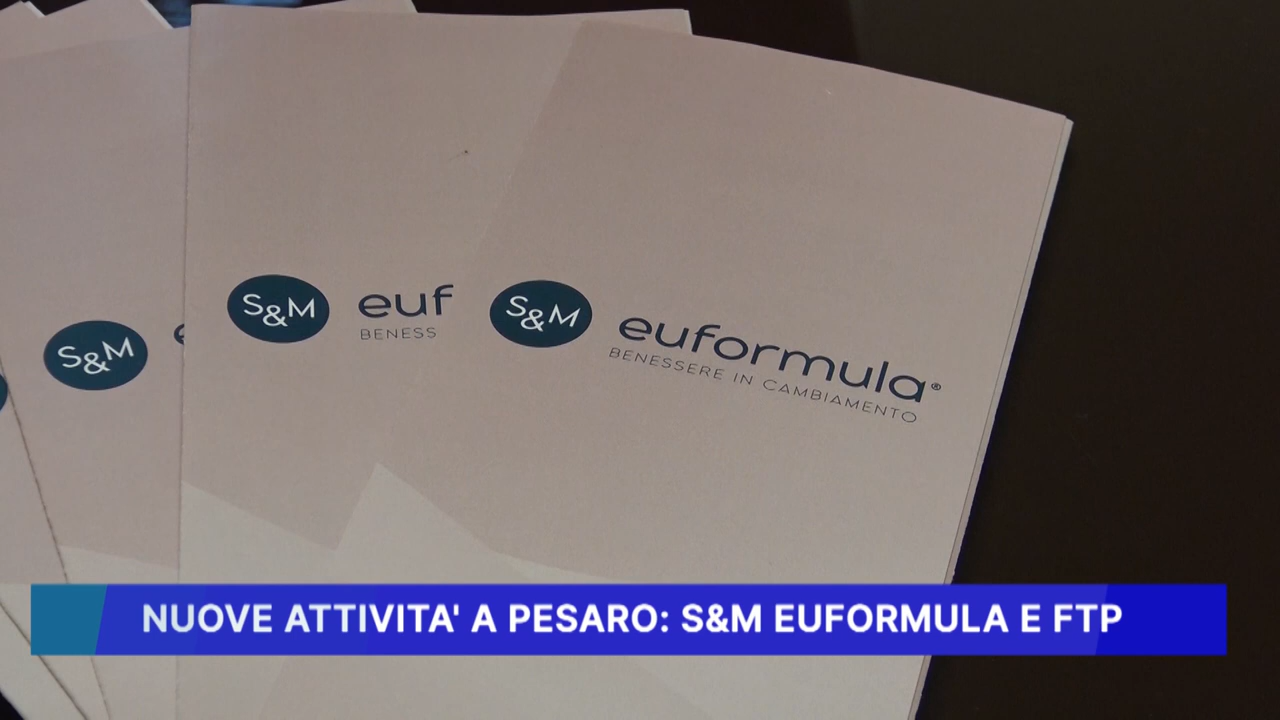 S&M
e
S&M
euf
BENESS
S&M
euformula®
BENESSERE IN CAMBIAMENTO
NUOVE ATTIVITA' A PESARO: S&M EUFORMULA E FTP